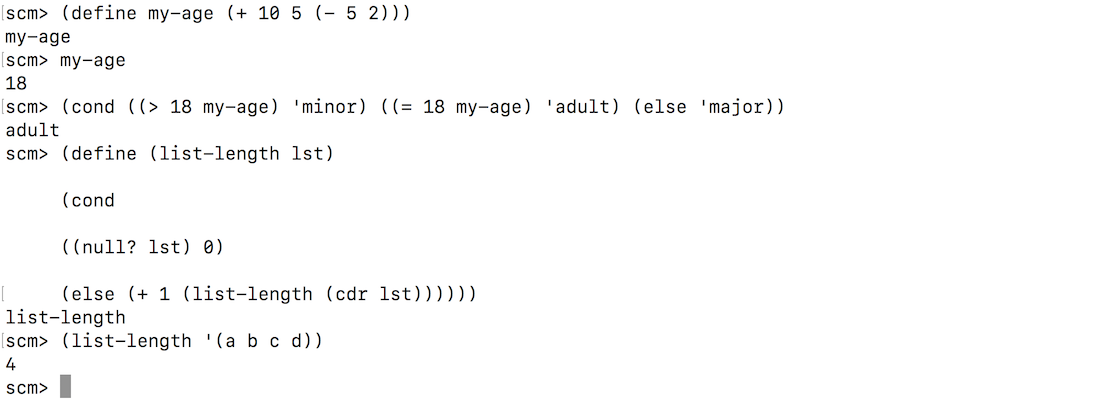 scm> (define my-age (+ 10 5 (- 5 2)))
my-age
scm> my-age
18
scm> (cond ((> 18 my-age) 'minor) ((= 18 my-age) 'adult) (else 'major))
adult
scm> (define (list-length lst)
(cond
((null? lst) 0)
(else (+ 1 (list-length (cdr lst))))))
list-length
scm> (list-length '(a b c d))
4
scm>